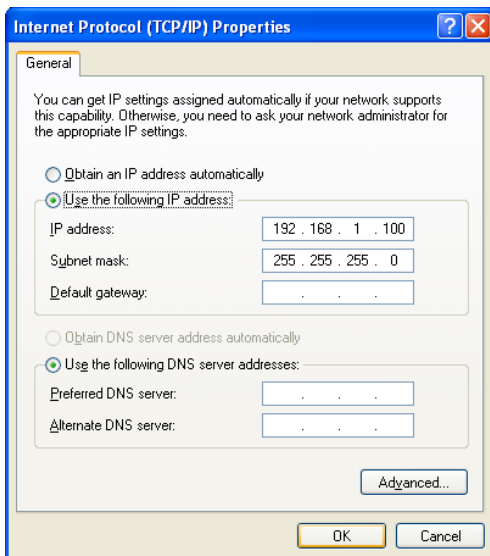 Internet Protocol (TCP/IP) Properties
General
You can get IP settings assigned automatically if your network supports
this capability. Otherwise, you need to ask your network administrator for
the appropriate IP settings.
Obtain an IP address automatically
Use the following IP address:
IP address: 192 . 168 . 1 . 100
Subnet mask: 255 . 255 . 255 . 0
Default gateway: . . .
Obtain DNS server address automatically
Use the following DNS server addresses:
Preferred DNS server: . . .
Alternate DNS server: . . .
Advanced...
OK Cancel